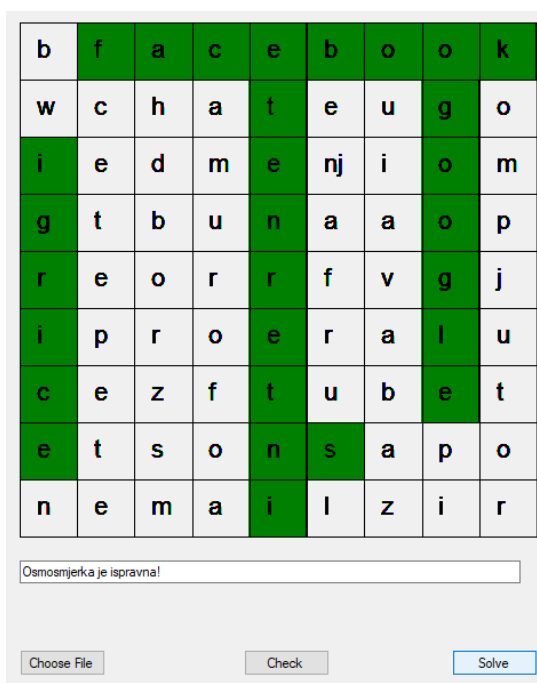 b f a c e b o o k
w c h a t e u g o
i e d m e nj i o m
g t b u n a a o p
r e o r r f v g j
i p r o e r a l u
c e z f t u b e t
e t s o n s a p o
n e m a i l z i r
Osmosmjerka je ispravna!
Choose File Check Solve